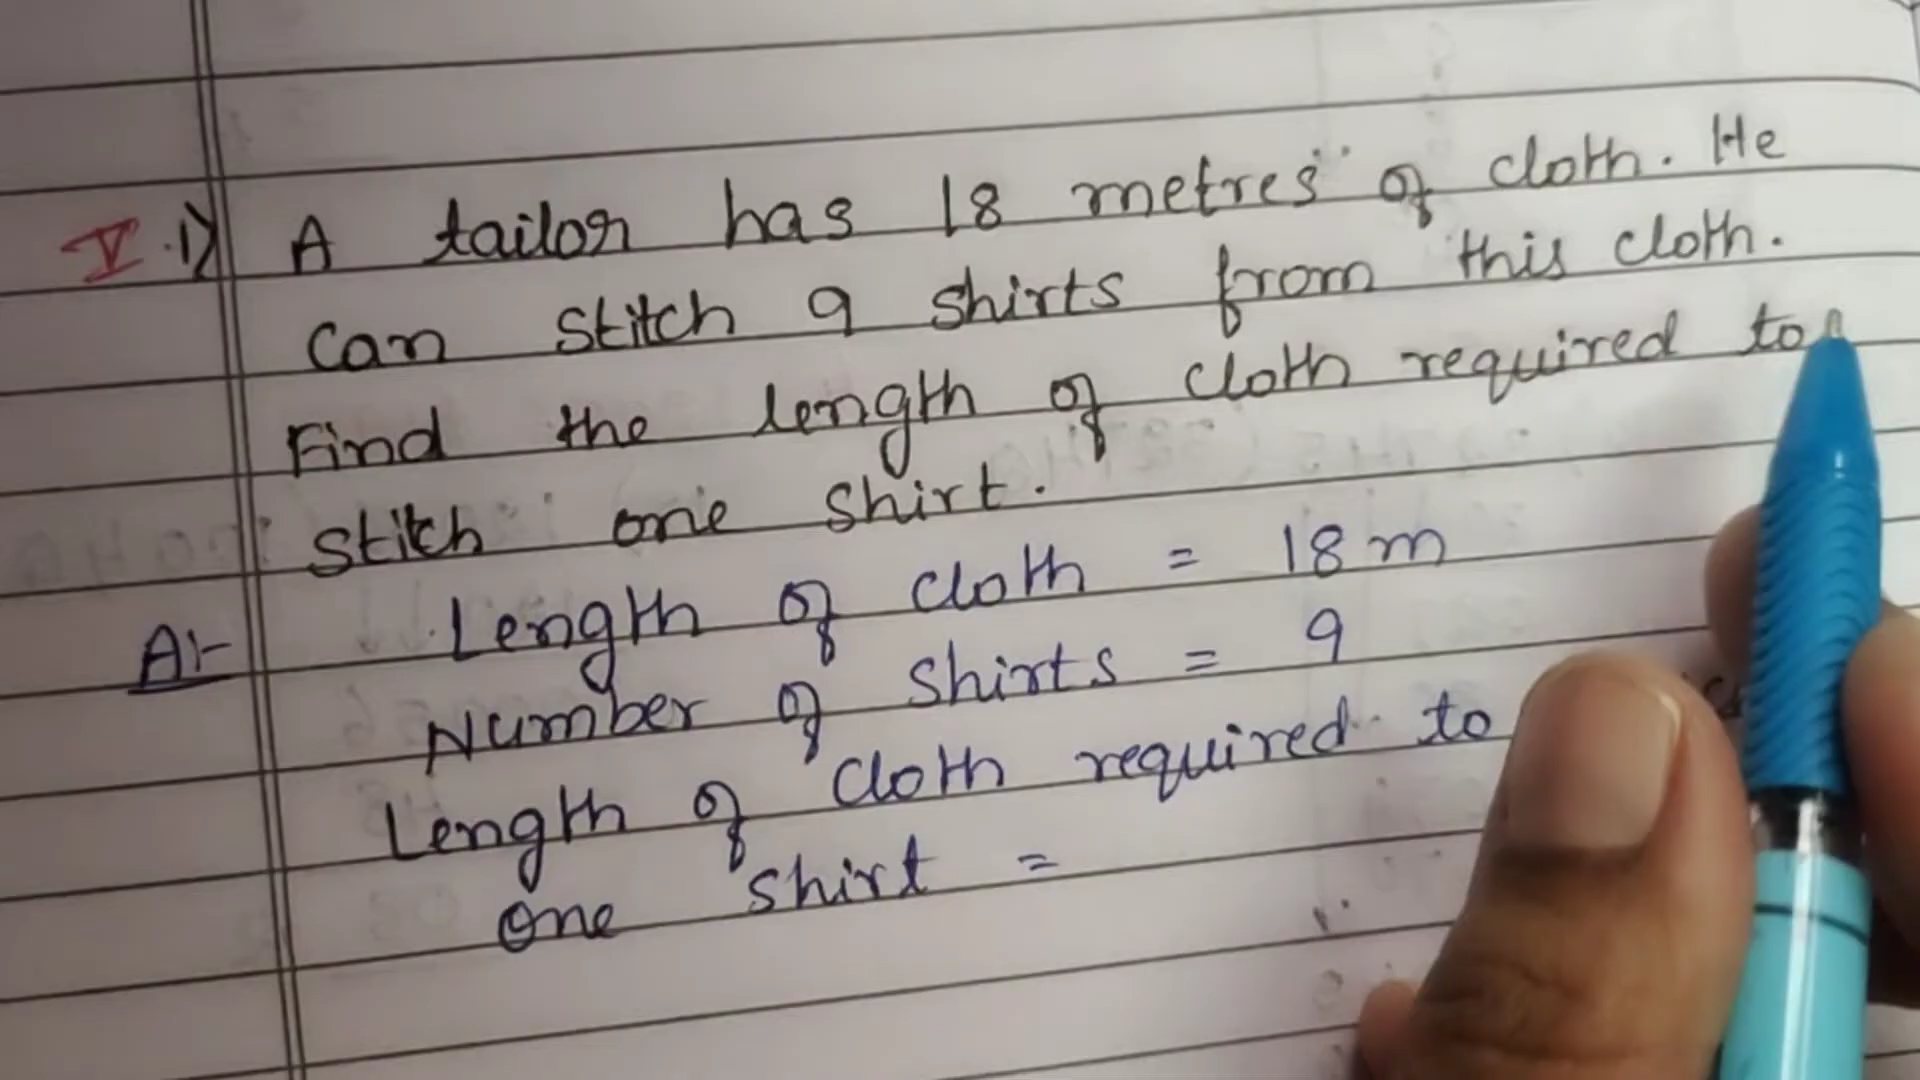 V.1) A tailor has 18 metres of cloth. He
can stitch 9 shirts from this cloth.
Find the length of cloth required to
stitch one shirt.
A:- Length of cloth = 18 m
Number of shirts = 9
Length of cloth required to
one shirt =